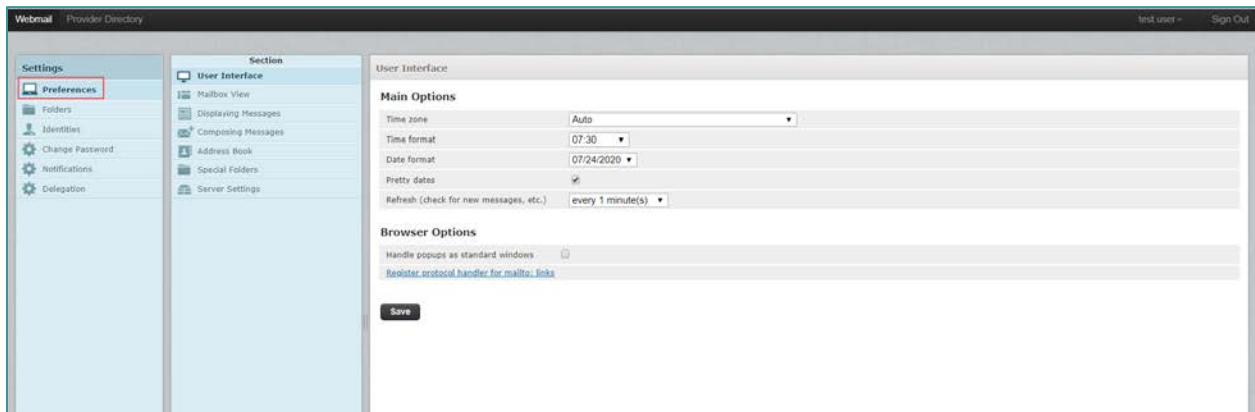 Webmail Provider Directory test user Sign Out
Settings
Preferences
Folders
Identities
Change Password
Notifications
Delegation
Section
User Interface
Mailbox View
Displaying Messages
Composing Messages
Address Book
Special Folders
Server Settings
User Interface
Main Options
Time zone Auto
Time format 07:30
Date format 07/24/2020
Pretty dates
Refresh (check for new messages, etc.) every 1 minute(s)
Browser Options
Handle popups as standard windows
Register protocol handler for mailto: links
Save